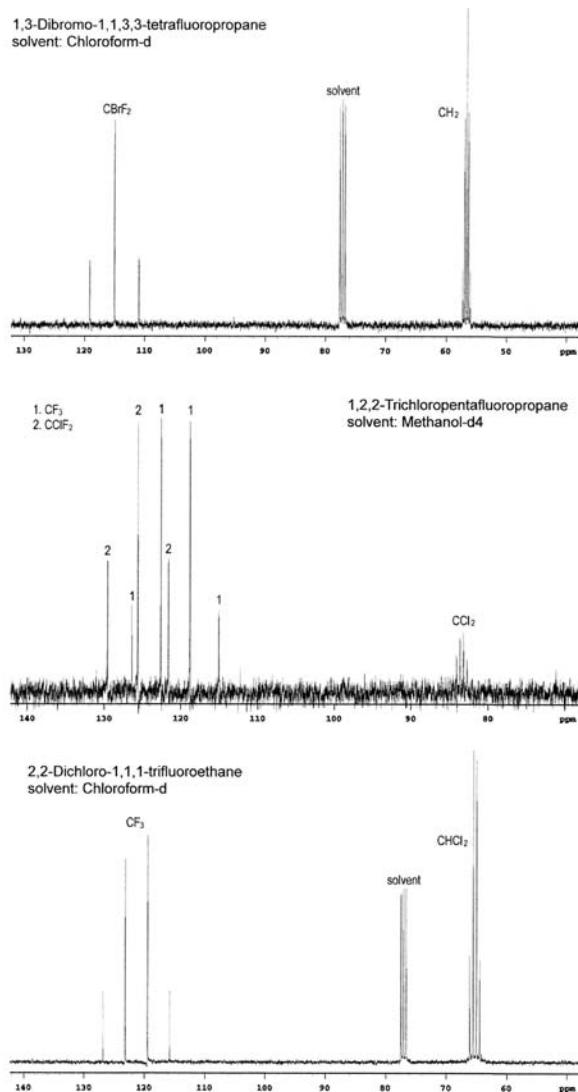 1,3-Dibromo-1,1,3,3-tetrafluoropropane
solvent: Chloroform-d
CBrF₂
solvent
CH₂
130 120 110 100 90 80 70 60 50 ppm
1. CF₃
2. CClF₂
1,2,2-Trichloropentafluoropropane
solvent: Methanol-d4
2 1 1
2 2
1 1
CCl₂
140 130 120 110 100 90 80 ppm
2,2-Dichloro-1,1,1-trifluoroethane
solvent: Chloroform-d
CF₃
CHCl₂
solvent
140 130 120 110 100 90 80 70 60 ppm